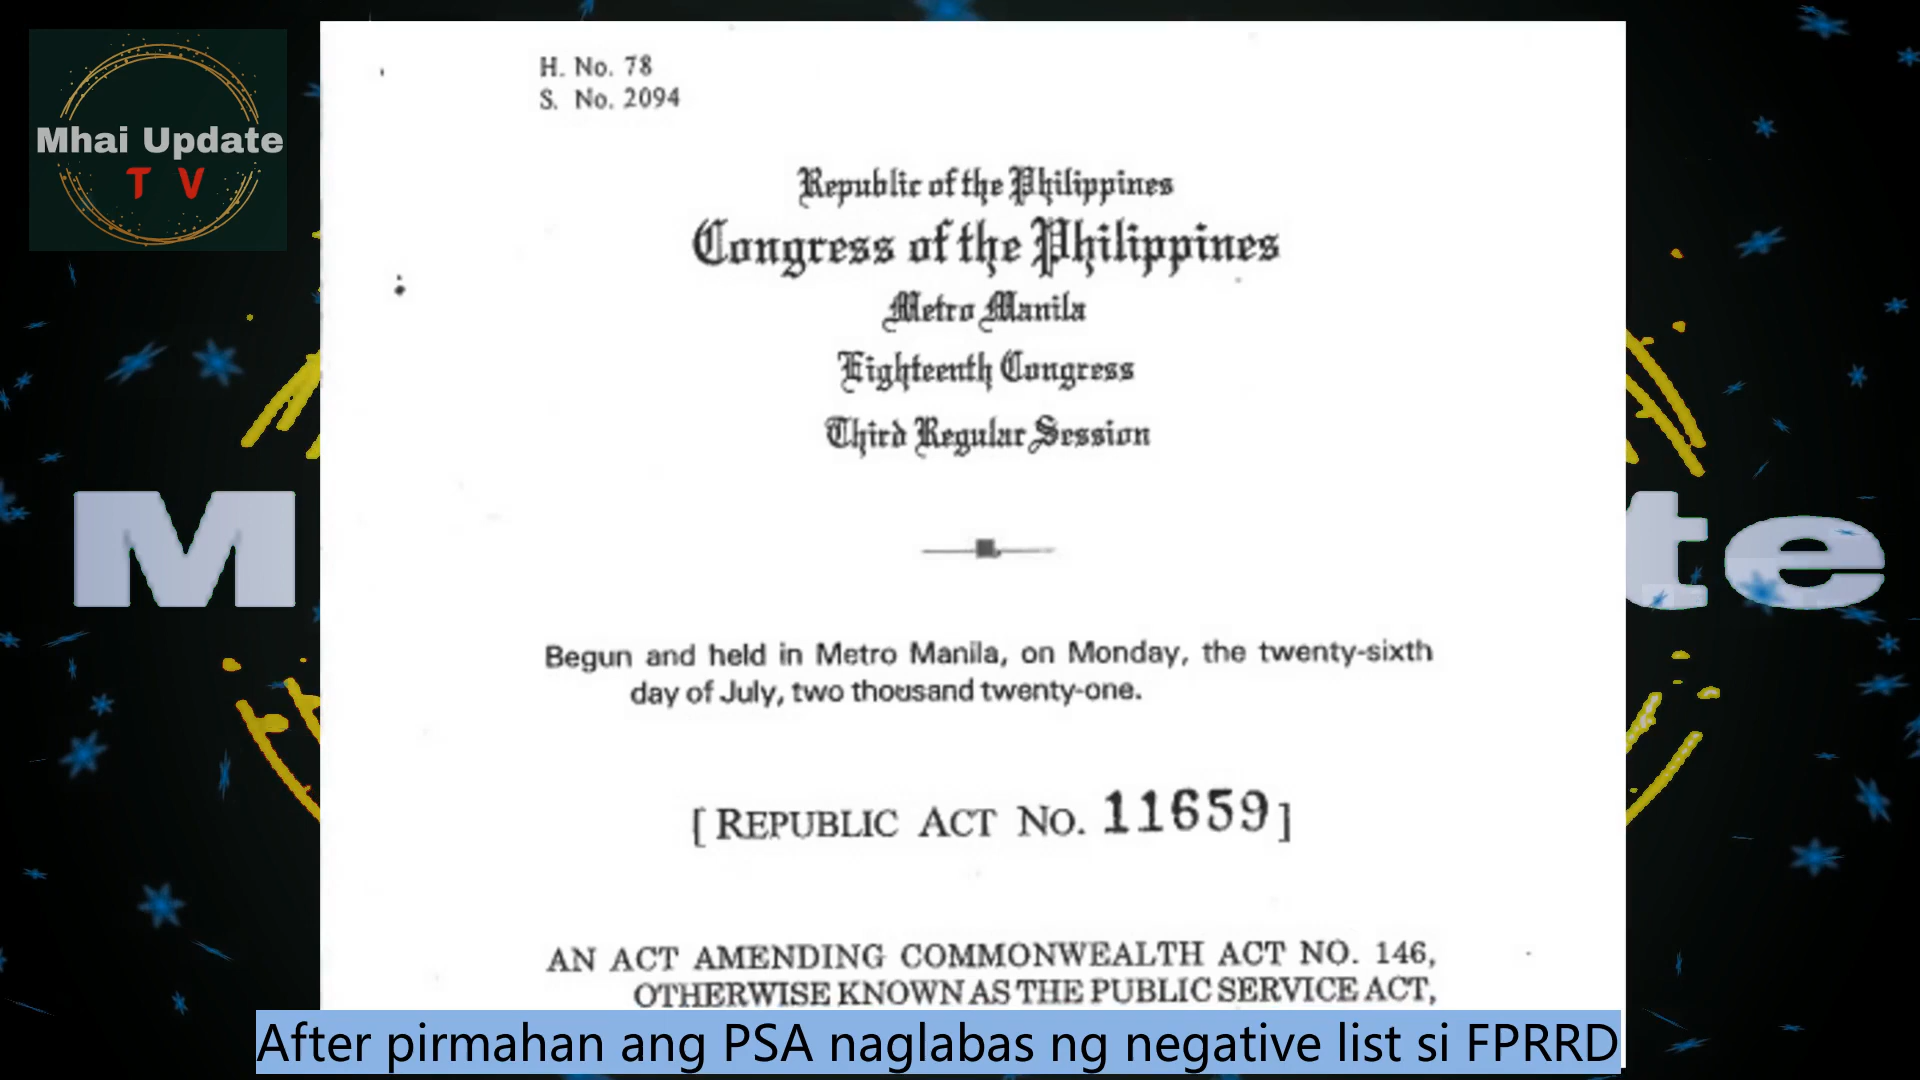 Mhai Update
T V
H. No. 78
S. No. 2094
Republic of the Philippines
Congress of the Philippines
Metro Manila
Eighteenth Congress
Third Regular Session
M te
Begun and held in Metro Manila, on Monday, the twenty-sixth
day of July, two thousand twenty-one.
[ REPUBLIC ACT NO. 11659 ]
AN ACT AMENDING COMMONWEALTH ACT NO. 146,
OTHERWISE KNOWN AS THE PUBLIC SERVICE ACT,
After pirmahan ang PSA naglabas ng negative list si FPRRD